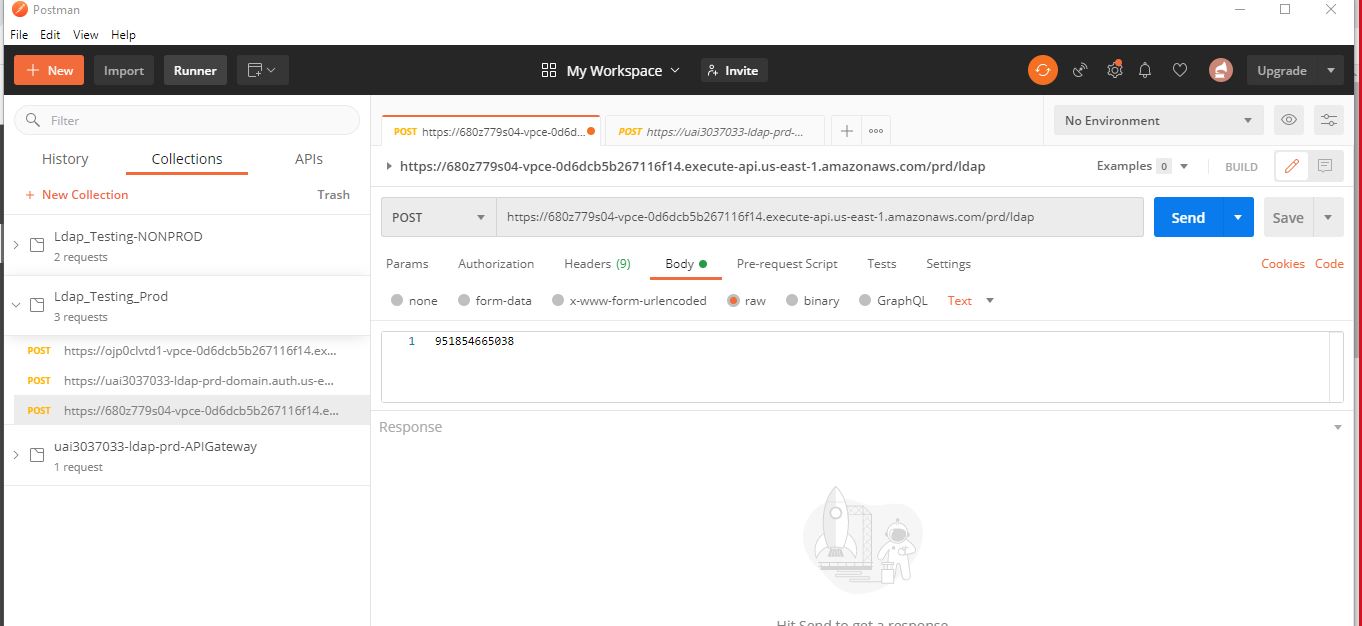 Postman
File Edit View Help
+ New Import Runner My Workspace Invite Upgrade
Filter
History Collections APIs
+ New Collection Trash
Ldap_Testing-NONPROD
2 requests
Ldap_Testing_Prod
3 requests
POST https://ojp0clvtd1-vpce-0d6dcb5b267116f14.ex...
POST https://uai3037033-ldap-prd-domain.auth.us-e...
POST https://680z779s04-vpce-0d6dcb5b267116f14.e...
uai3037033-ldap-prd-APIGateway
1 request
POST https://680z779s04-vpce-0d6d... POST https://uai3037033-ldap-prd-... + ooo No Environment
https://680z779s04-vpce-0d6dcb5b267116f14.execute-api.us-east-1.amazonaws.com/prd/ldap Examples 0 BUILD
POST https://680z779s04-vpce-0d6dcb5b267116f14.execute-api.us-east-1.amazonaws.com/prd/ldap Send Save
Params Authorization Headers (9) Body Pre-request Script Tests Settings Cookies Code
none form-data x-www-form-urlencoded raw binary GraphQL Text
1 951854665038
Response
Hit Send to get a response